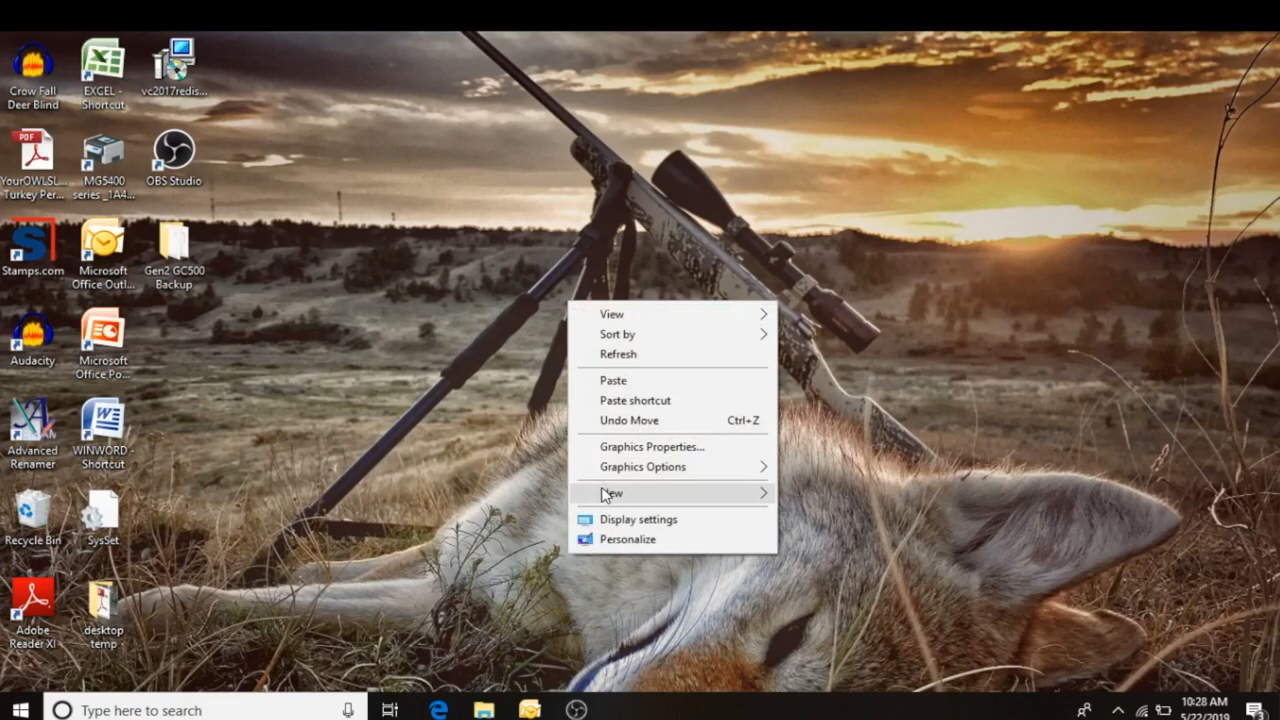 Crow Fall
Deer Blind
EXCEL -
Shortcut
vc2017redis...
YourOWLSL...
Turkey Per...
MG5400
series _1A4...
OBS Studio
Stamps.com
Microsoft
Office Outl...
Gen2 GC500
Backup
Audacity
Microsoft
Office Po...
Advanced
Renamer
WINWORD -
Shortcut
Recycle Bin
SysSet
Adobe
Reader XI
desktop
temp
View
Sort by
Refresh
Paste
Paste shortcut
Undo Move Ctrl+Z
Graphics Properties...
Graphics Options
Display settings
Personalize
Type here to search
10:28 AM
5/22/2019